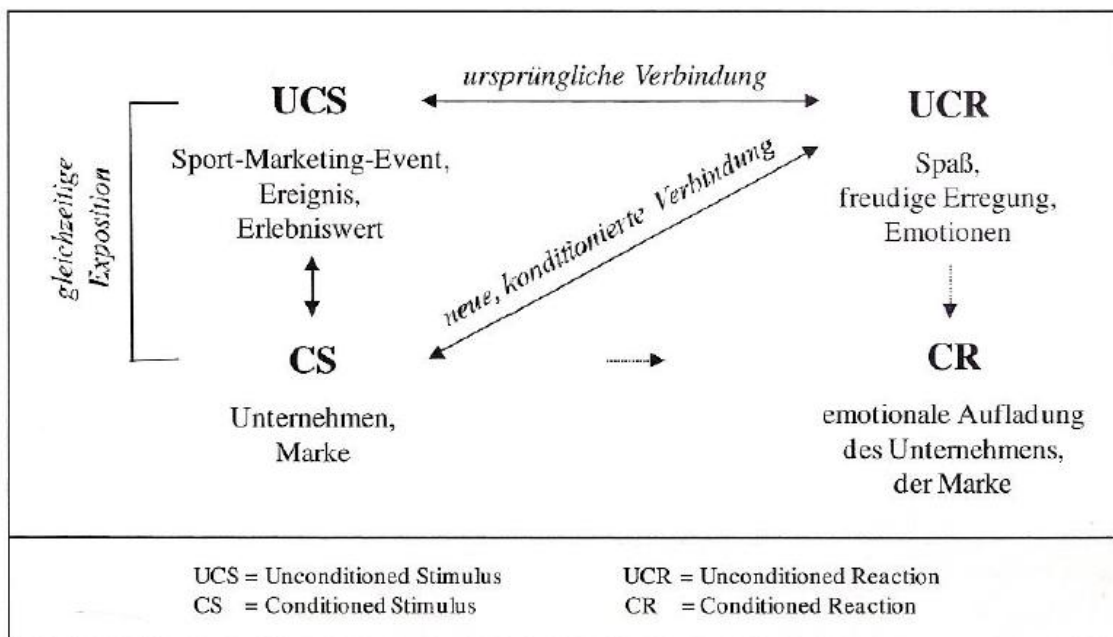 ursprüngliche Verbindung
UCS
UCR
Sport-Marketing-Event,
Ereignis,
Erlebniswert
Spaß,
freudige Erregung,
Emotionen
gleichzeitige
Exposition
neue, konditionierte Verbindung
CS
CR
Unternehmen,
Marke
emotionale Aufladung
des Unternehmens,
der Marke
UCS = Unconditioned Stimulus
UCR = Unconditioned Reaction
CS = Conditioned Stimulus
CR = Conditioned Reaction